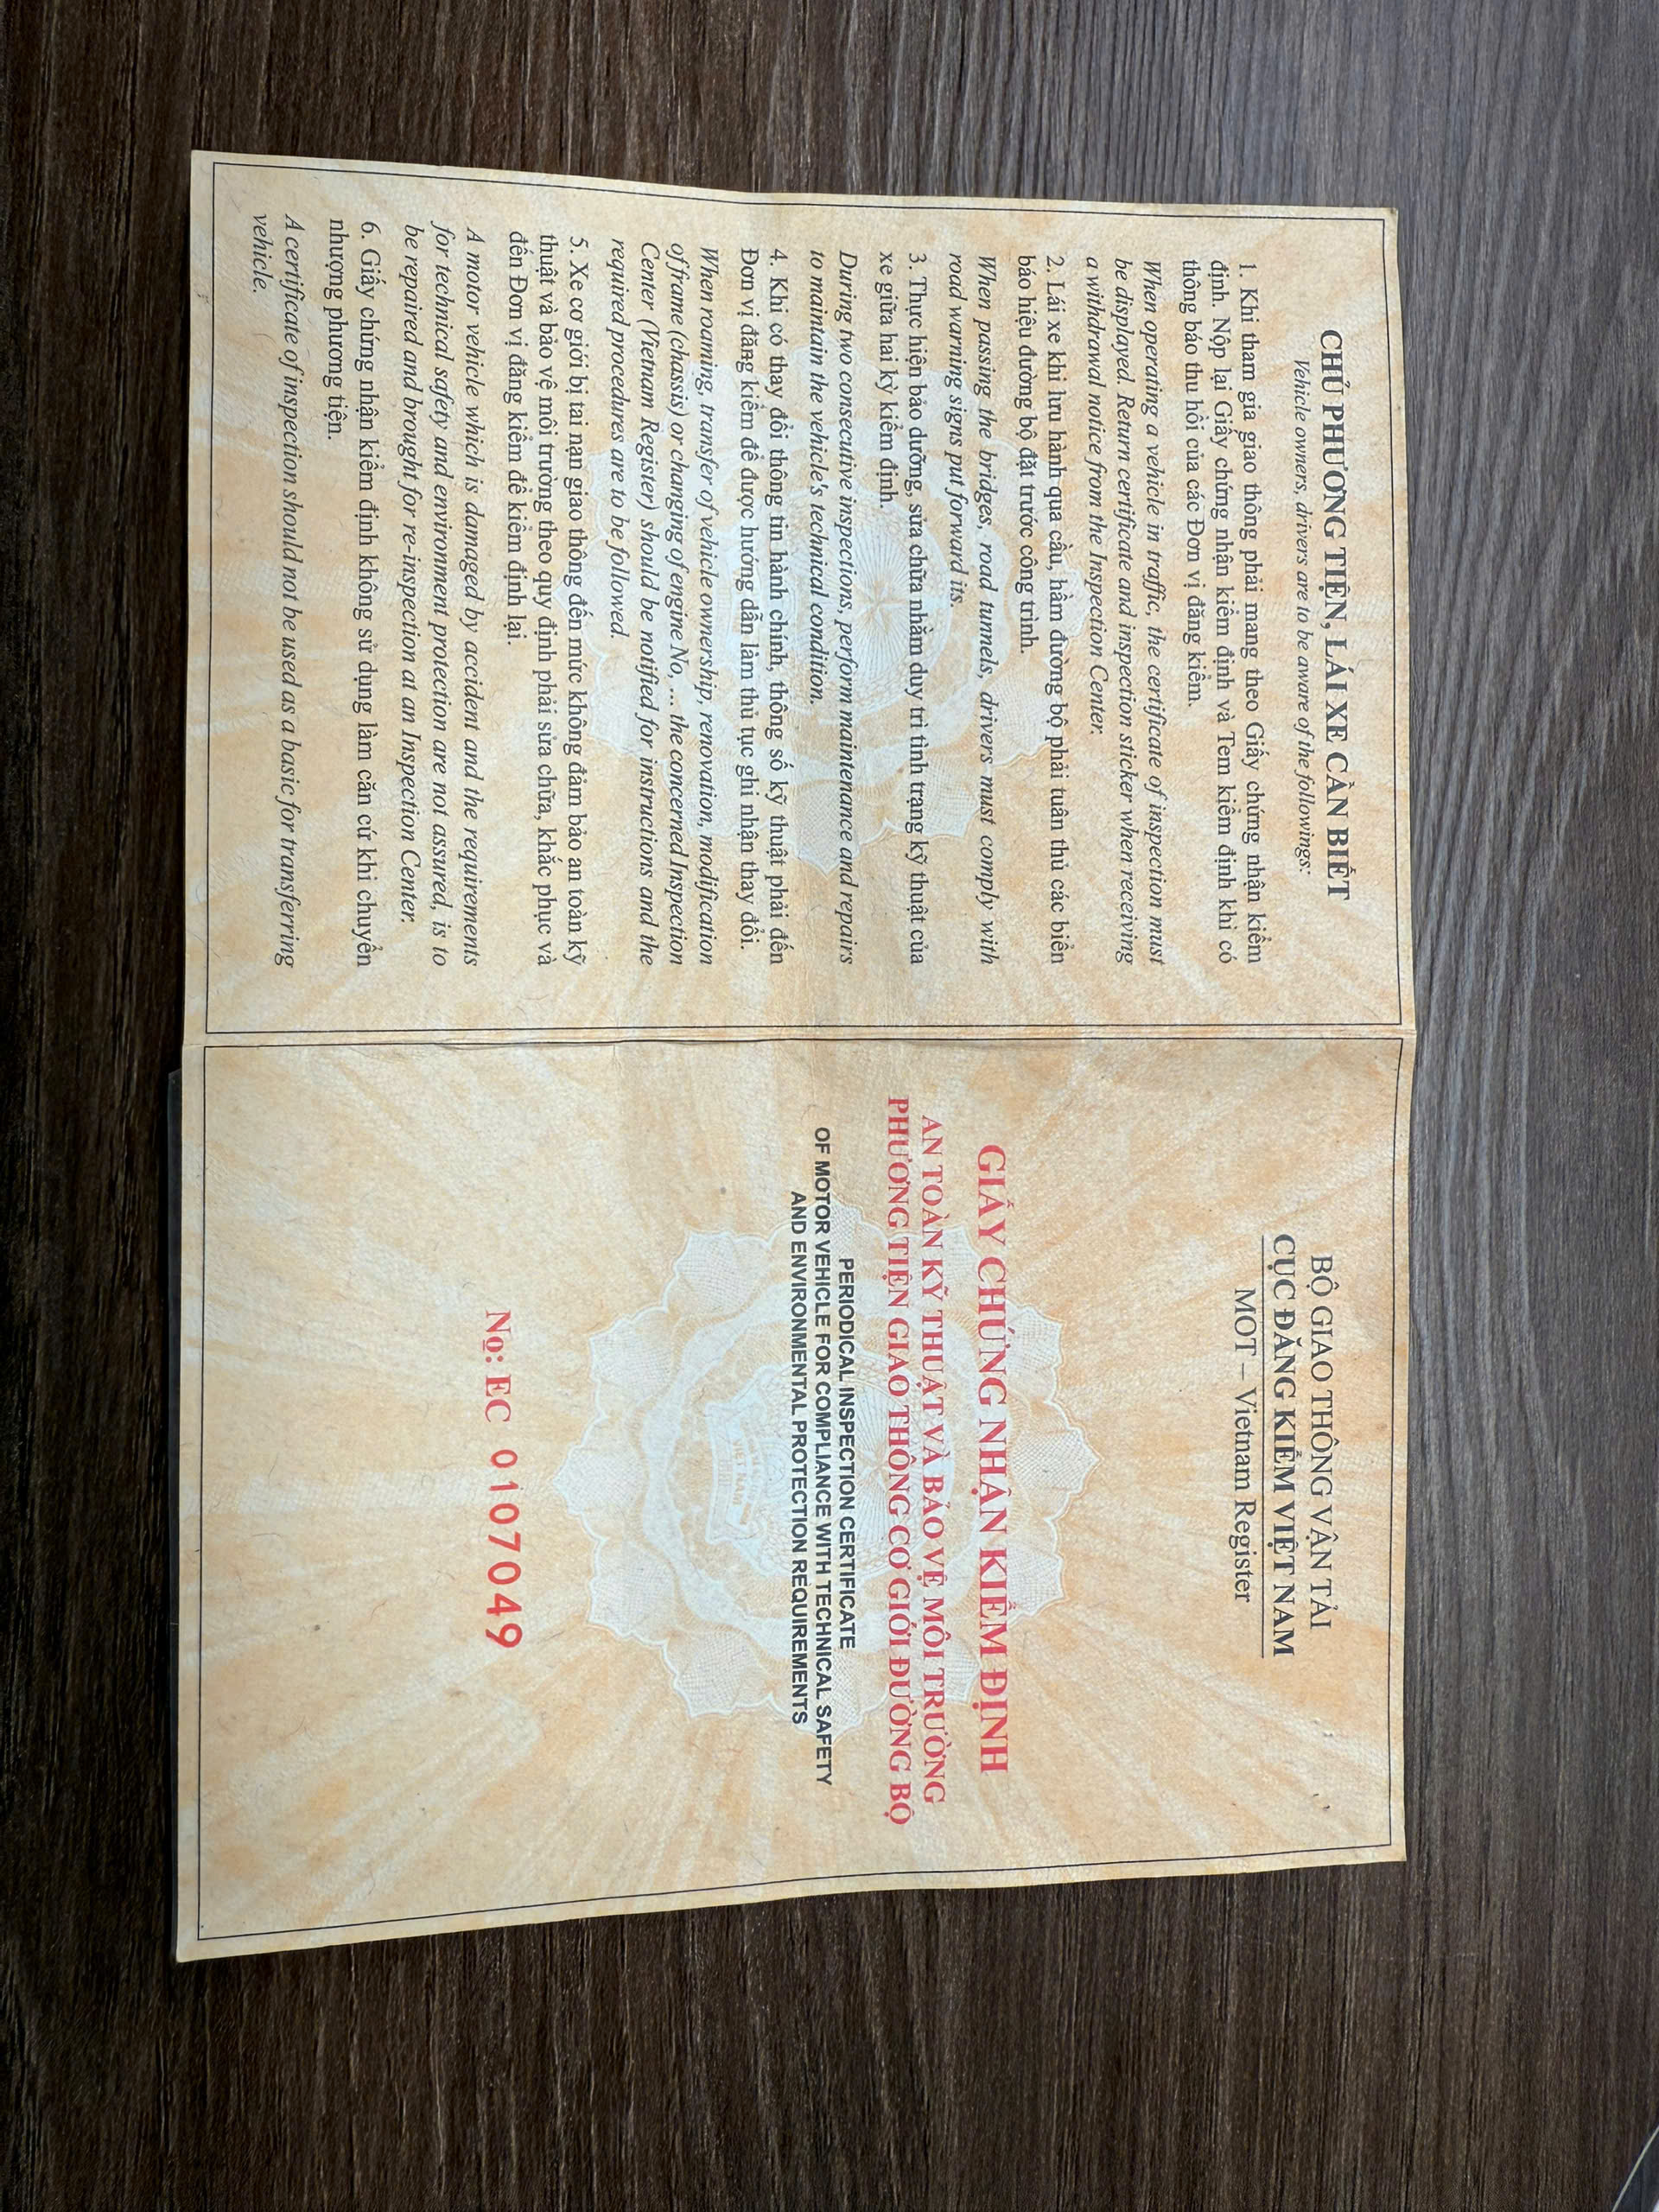 CHỦ PHƯƠNG TIỆN, LÁI XE CẦN BIẾT
Vehicle owners, drivers are to be aware of the followings:
1. Khi tham gia giao thông phải mang theo Giấy chứng nhận kiểm
định. Nộp lại Giấy chứng nhận kiểm định và Tem kiểm định khi có
thông báo thu hồi của các Đơn vị đăng kiểm.
When operating a vehicle in traffic, the certificate of inspection must
be displayed. Return certificate and inspection sticker when receiving
a withdrawal notice from the Inspection Center.
2. Lái xe khi lưu hành qua cầu, hầm đường bộ phải tuân thủ các biển
báo hiệu đường bộ đặt trước công trình.
When passing the bridges, road tunnels, drivers must comply with
road warning signs put forward its.
3. Thực hiện bảo dưỡng, sửa chữa nhằm duy trì tình trạng kỹ thuật của
xe giữa hai kỳ kiểm định.
During two consecutive inspections, perform maintenance and repairs
to maintain the vehicle's technical condition.
4. Khi có thay đổi thông tin hành chính, thông số kỹ thuật phải đến
Đơn vị đăng kiểm để được hướng dẫn làm thủ tục ghi nhận thay đổi.
When roaming, transfer of vehicle ownership, renovation, modification
of frame (chassis) or changing of engine No, ... the concerned Inspection
Center (Vietnam Register) should be notified for instructions and the
required procedures are to be followed.
5. Xe cơ giới bị tai nạn giao thông đến mức không đảm bảo an toàn kỹ
thuật và bảo vệ môi trường theo quy định phải sửa chữa, khắc phục và
đến Đơn vị đăng kiểm để kiểm định lại.
A motor vehicle which is damaged by accident and the requirements
for technical safety and environment protection are not assured, is to
be repaired and brought for re-inspection at an Inspection Center.
6. Giấy chứng nhận kiểm định không sử dụng làm căn cứ khi chuyển
nhượng phương tiện.
A certificate of inspection should not be used as a basic for transferring
vehicle.
BỘ GIAO THÔNG VẬN TẢI
CỤC ĐĂNG KIỂM VIỆT NAM
MOT – Vietnam Register
GIẤY CHỨNG NHẬN KIỂM ĐỊNH
AN TOÀN KỸ THUẬT VÀ BẢO VỆ MÔI TRƯỜNG
PHƯƠNG TIỆN GIAO THÔNG CƠ GIỚI ĐƯỜNG BỘ
PERIODICAL INSPECTION CERTIFICATE
OF MOTOR VEHICLE FOR COMPLIANCE WITH TECHNICAL SAFETY
AND ENVIRONMENTAL PROTECTION REQUIREMENTS
VIỆT NAM
No: EC 0107049